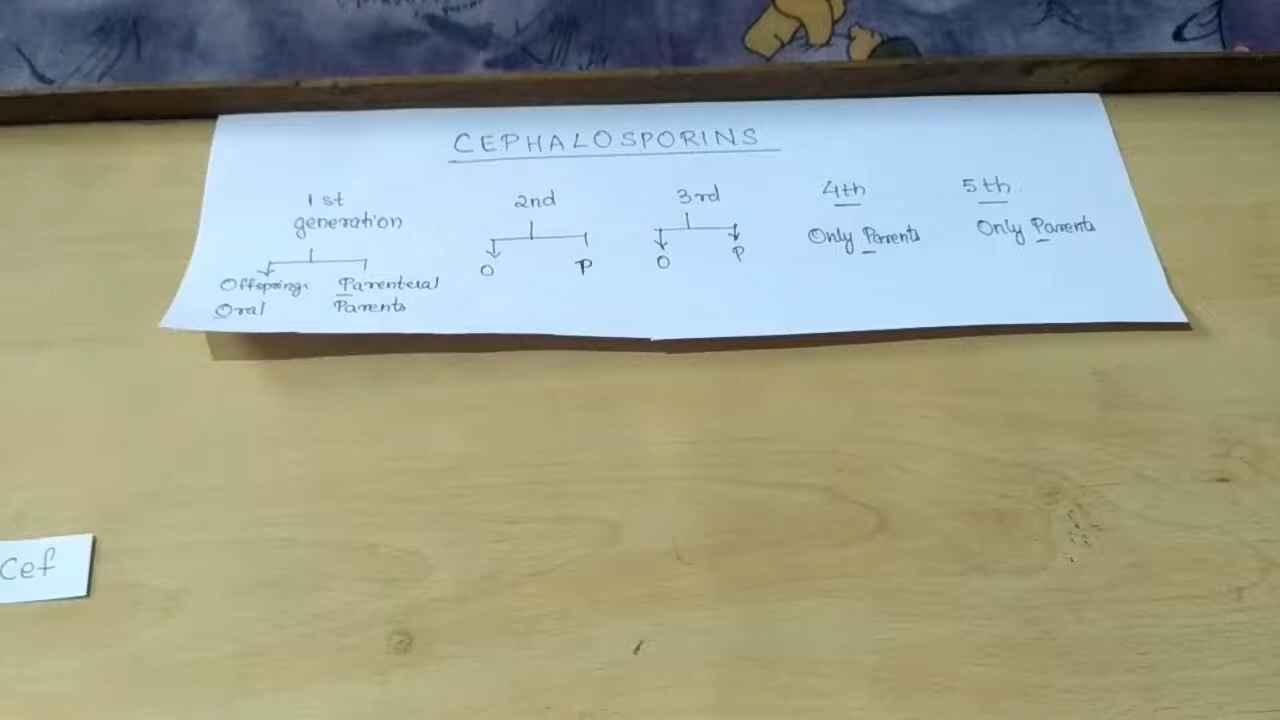 CEPHALOSPORINS
1st
generation
Offsprings
Oral
Parenteral
Parents
2nd
O
P
3rd
O
P
4th
Only Parents
5th
Only Parents
Cef